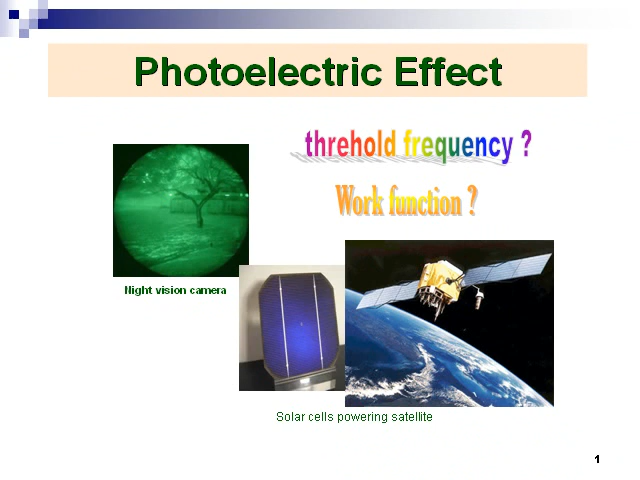 Photoelectric Effect
threhold frequency ?
Work function ?
Night vision camera
Solar cells powering satellite
1